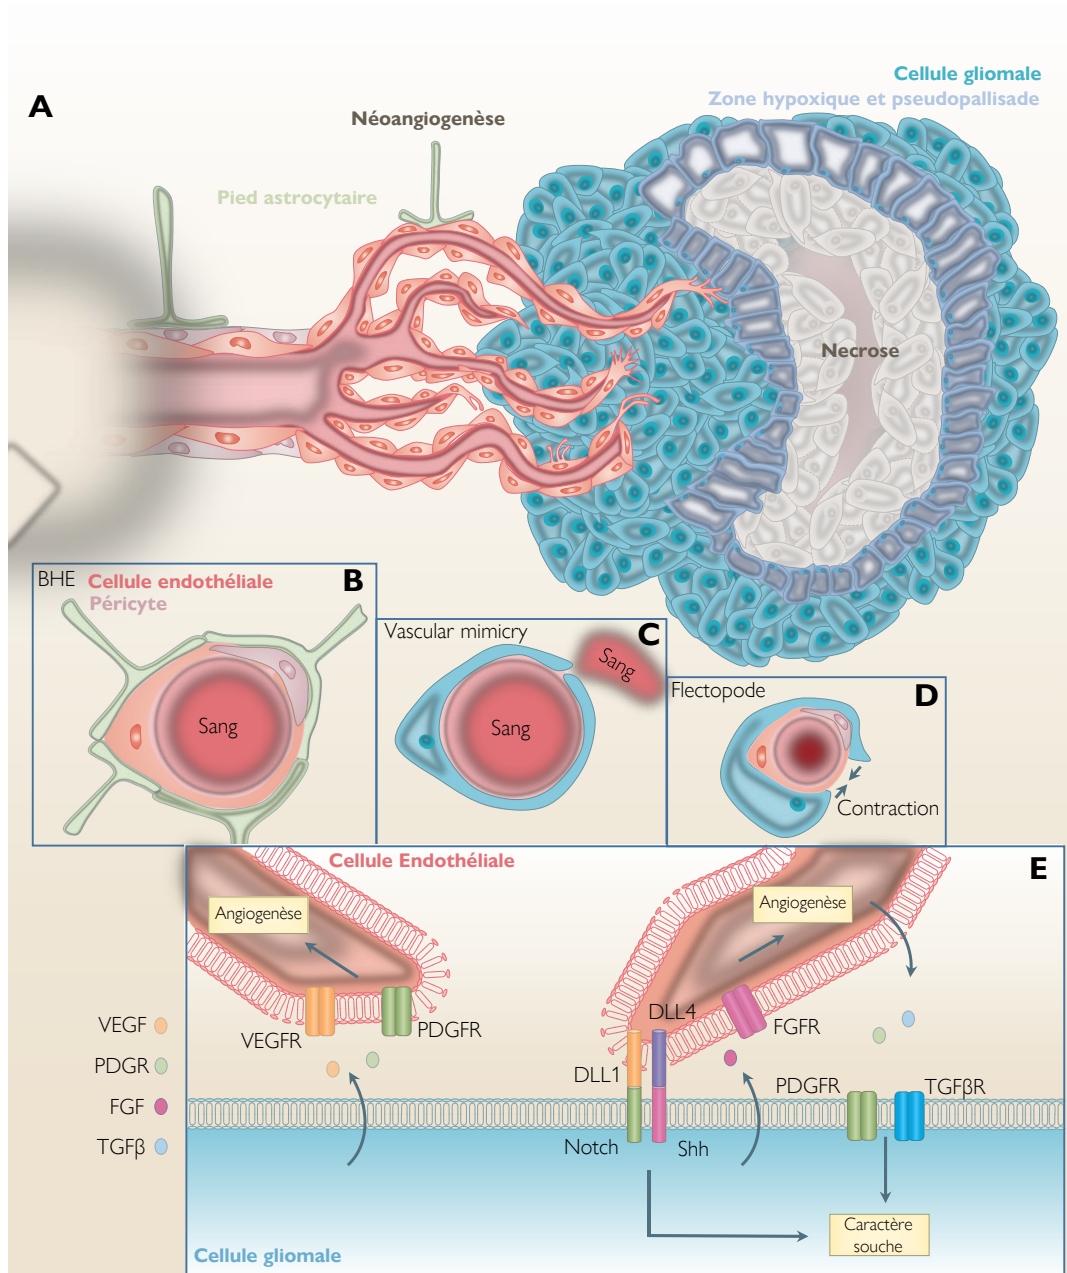 A
Cellule gliomale
Zone hypoxique et pseudopallisade
Néoangiogenèse
Pied astrocytaire
Necrose
B
BHE
Cellule endothéliale
Péricyte
Sang
C
Vascular mimicry
Sang
Sang
D
Flectopode
Contraction
E
Cellule Endothéliale
Angiogenèse
Angiogenèse
VEGFR
PDGFR
DLL4
FGFR
DLL1
PDGFR
TGFβR
Notch
Shh
VEGF
PDGR
FGF
TGFβ
Caractère
souche
Cellule gliomale